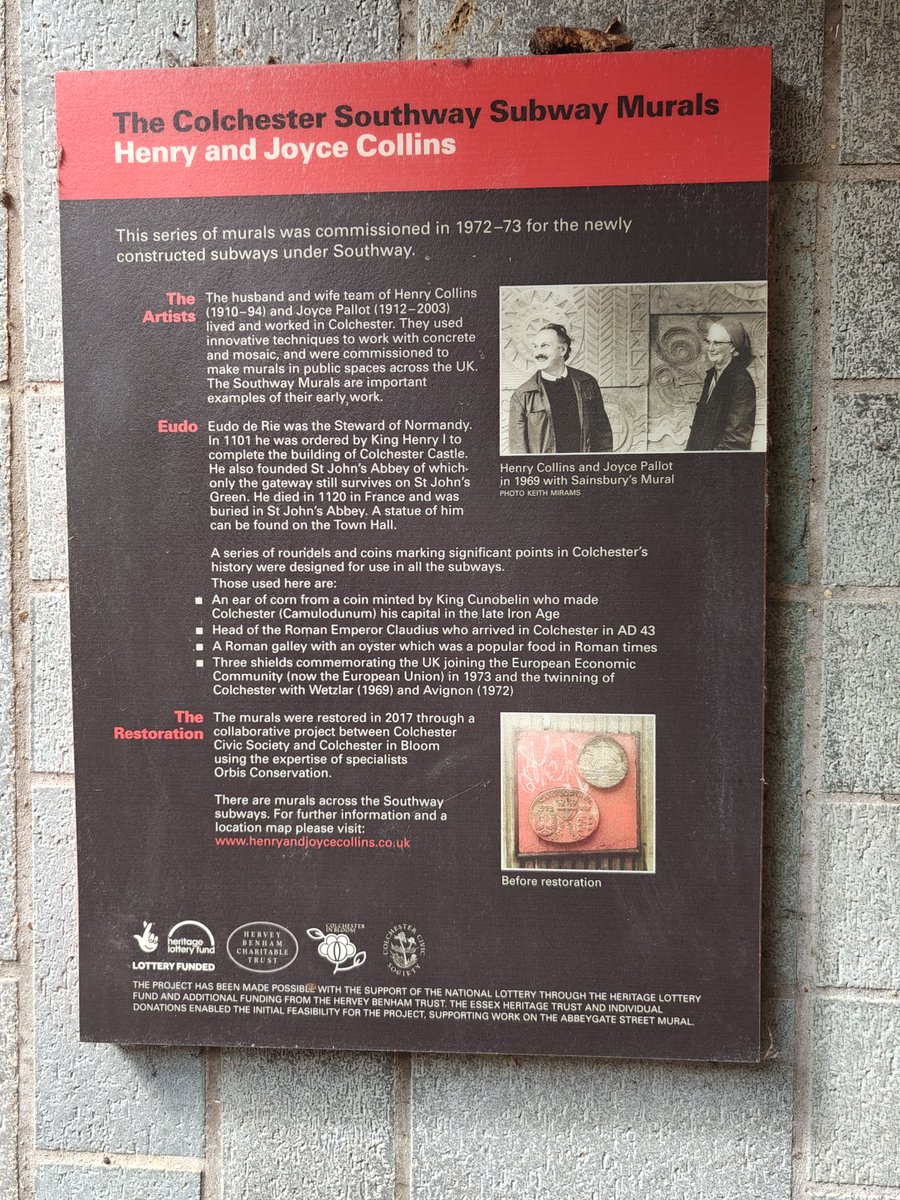 The Colchester Southway Subway Murals
Henry and Joyce Collins
This series of murals was commissioned in 1972–73 for the newly
constructed subways under Southway.
The
Artists
The husband and wife team of Henry Collins
(1910–94) and Joyce Pallot (1912–2003)
lived and worked in Colchester. They used
innovative techniques to work with concrete
and mosaic, and were commissioned to
make murals in public spaces across the UK.
The Southway Murals are important
examples of their early work.
Henry Collins and Joyce Pallot
in 1969 with Sainsbury's Mural
PHOTO KEITH MIRAMS
Eudo
Eudo de Rie was the Steward of Normandy.
In 1101 he was ordered by King Henry I to
complete the building of Colchester Castle.
He also founded St John's Abbey of which
only the gateway still survives on St John's
Green. He died in 1120 in France and was
buried in St John's Abbey. A statue of him
can be found on the Town Hall.
A series of roundels and coins marking significant points in Colchester's
history were designed for use in all the subways.
Those used here are:
■ An ear of corn from a coin minted by King Cunobelin who made
Colchester (Camulodunum) his capital in the late Iron Age
■ Head of the Roman Emperor Claudius who arrived in Colchester in AD 43
■ A Roman galley with an oyster which was a popular food in Roman times
■ Three shields commemorating the UK joining the European Economic
Community (now the European Union) in 1973 and the twinning of
Colchester with Wetzlar (1969) and Avignon (1972)
The
Restoration
The murals were restored in 2017 through a
collaborative project between Colchester
Civic Society and Colchester in Bloom
using the expertise of specialists
Orbis Conservation.
There are murals across the Southway
subways. For further information and a
location map please visit:
www.henryandjoycecollins.co.uk
Before restoration
heritage
lottery fund
LOTTERY FUNDED
HERVEY
BENHAM
CHARITABLE
TRUST
COLCHESTER
IN BLOOM
COLCHESTER CIVIC
SOCIETY
THE PROJECT HAS BEEN MADE POSSIBLE WITH THE SUPPORT OF THE NATIONAL LOTTERY THROUGH THE HERITAGE LOTTERY
FUND AND ADDITIONAL FUNDING FROM THE HERVEY BENHAM TRUST. THE ESSEX HERITAGE TRUST AND INDIVIDUAL
DONATIONS ENABLED THE INITIAL FEASIBILITY FOR THE PROJECT, SUPPORTING WORK ON THE ABBEYGATE STREET MURAL.